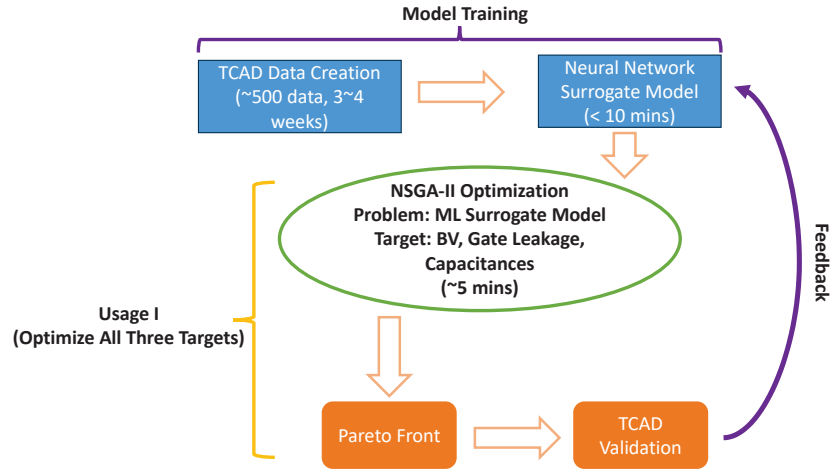 Model Training
TCAD Data Creation
(~500 data, 3~4
weeks)
Neural Network
Surrogate Model
(< 10 mins)
NSGA-II Optimization
Problem: ML Surrogate Model
Target: BV, Gate Leakage,
Capacitances
(~5 mins)
Feedback
Usage I
(Optimize All Three Targets)
Pareto Front
TCAD
Validation